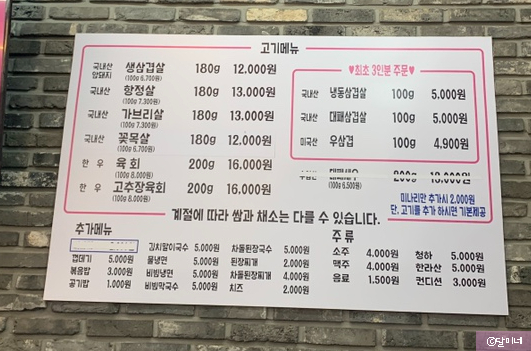 고기메뉴
국내산 암돼지 생삼겹살 180g 12.000원
(100g 6.700원)
국내산 항정살 180g 13.000원
(100g 7.300원)
국내산 가브리살 180g 13.000원
(100g 7.300원)
국내산 꽃목살 180g 12.000원
(100g 6.700원)
한우 육회 200g 16.000원
(100g 8.000원)
한우 고추장육회 200g 16.000원
(100g 8.000원)
♥최초 3인분 주문♥
국내산 냉동삼겹살 100g 5.000원
국내산 대패삼겹살 100g 5.000원
미국산 우삼겹 100g 4.900원
200g 13.000원
(100g 6.500원)
미나리만 추가시 2.000원
단, 고기를 추가 하시면 기본제공
계절에 따라 쌈과 채소는 다를 수 있습니다.
추가메뉴
껍데기 5.000원
볶음밥 3.000원
공기밥 1.000원
김치말이국수 5.000원
물냉면 5.000원
비빔냉면 5.000원
비빔막국수 5.000원
차돌된장국수 5.000원
된장찌개 2.000원
차돌된장찌개 4.000원
치즈 2.000원
주류
소주 4.000원
맥주 4.000원
음료 1.500원
청하 5.000원
한라산 5.000원
컨디션 3.000원
©달미네